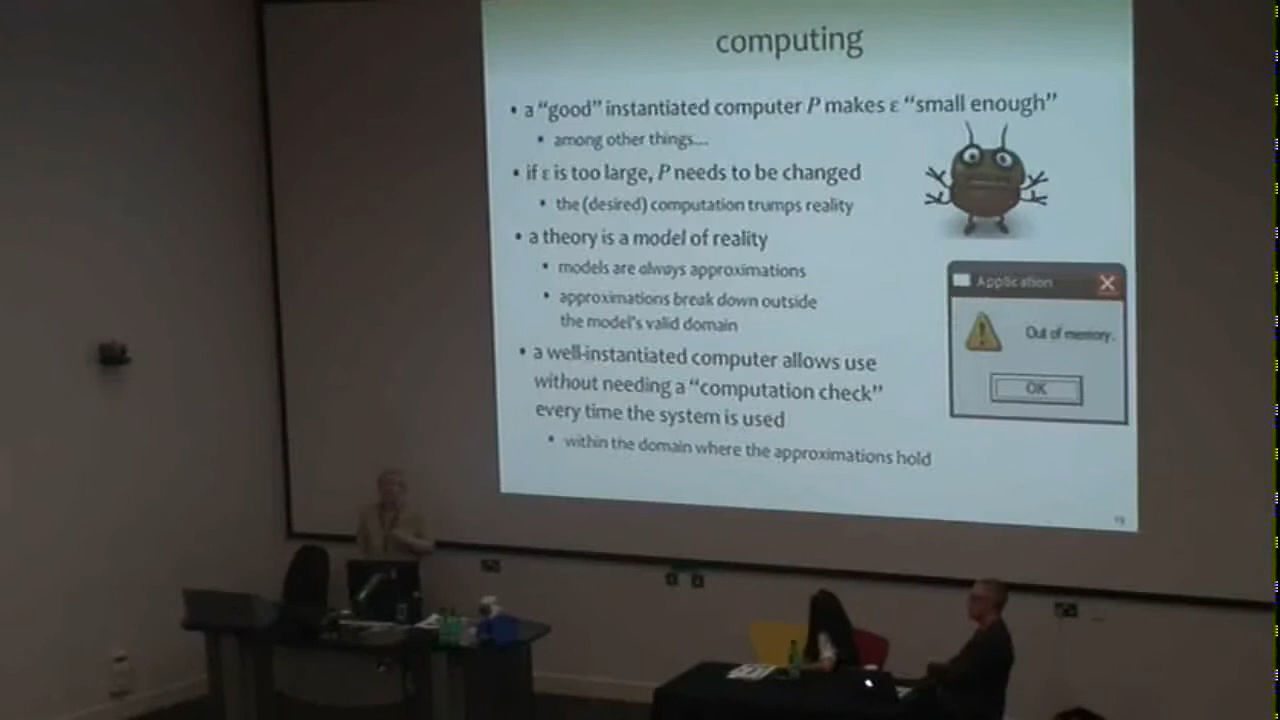 computing
• a “good” instantiated computer P makes ε “small enough”
• among other things...
• if ε is too large, P needs to be changed
• the (desired) computation trumps reality
• a theory is a model of reality
• models are always approximations
• approximations break down outside
the model's valid domain
• a well-instantiated computer allows use
without needing a “computation check”
every time the system is used
• within the domain where the approximations hold
Application
Out of memory.
OK